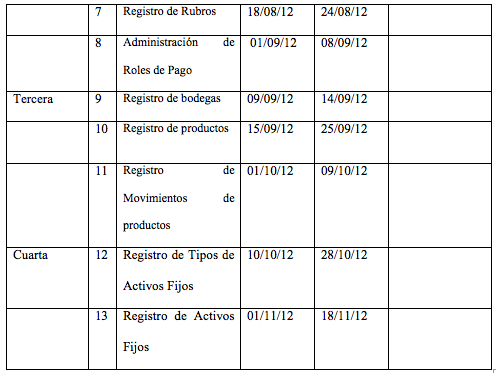 7 Registro de Rubros 18/08/12 24/08/12
8 Administración de 01/09/12 08/09/12
Roles de Pago
Tercera 9 Registro de bodegas 09/09/12 14/09/12
10 Registro de productos 15/09/12 25/09/12
11 Registro de 01/10/12 09/10/12
Movimientos de
productos
Cuarta 12 Registro de Tipos de 10/10/12 28/10/12
Activos Fijos
13 Registro de Activos 01/11/12 18/11/12
Fijos